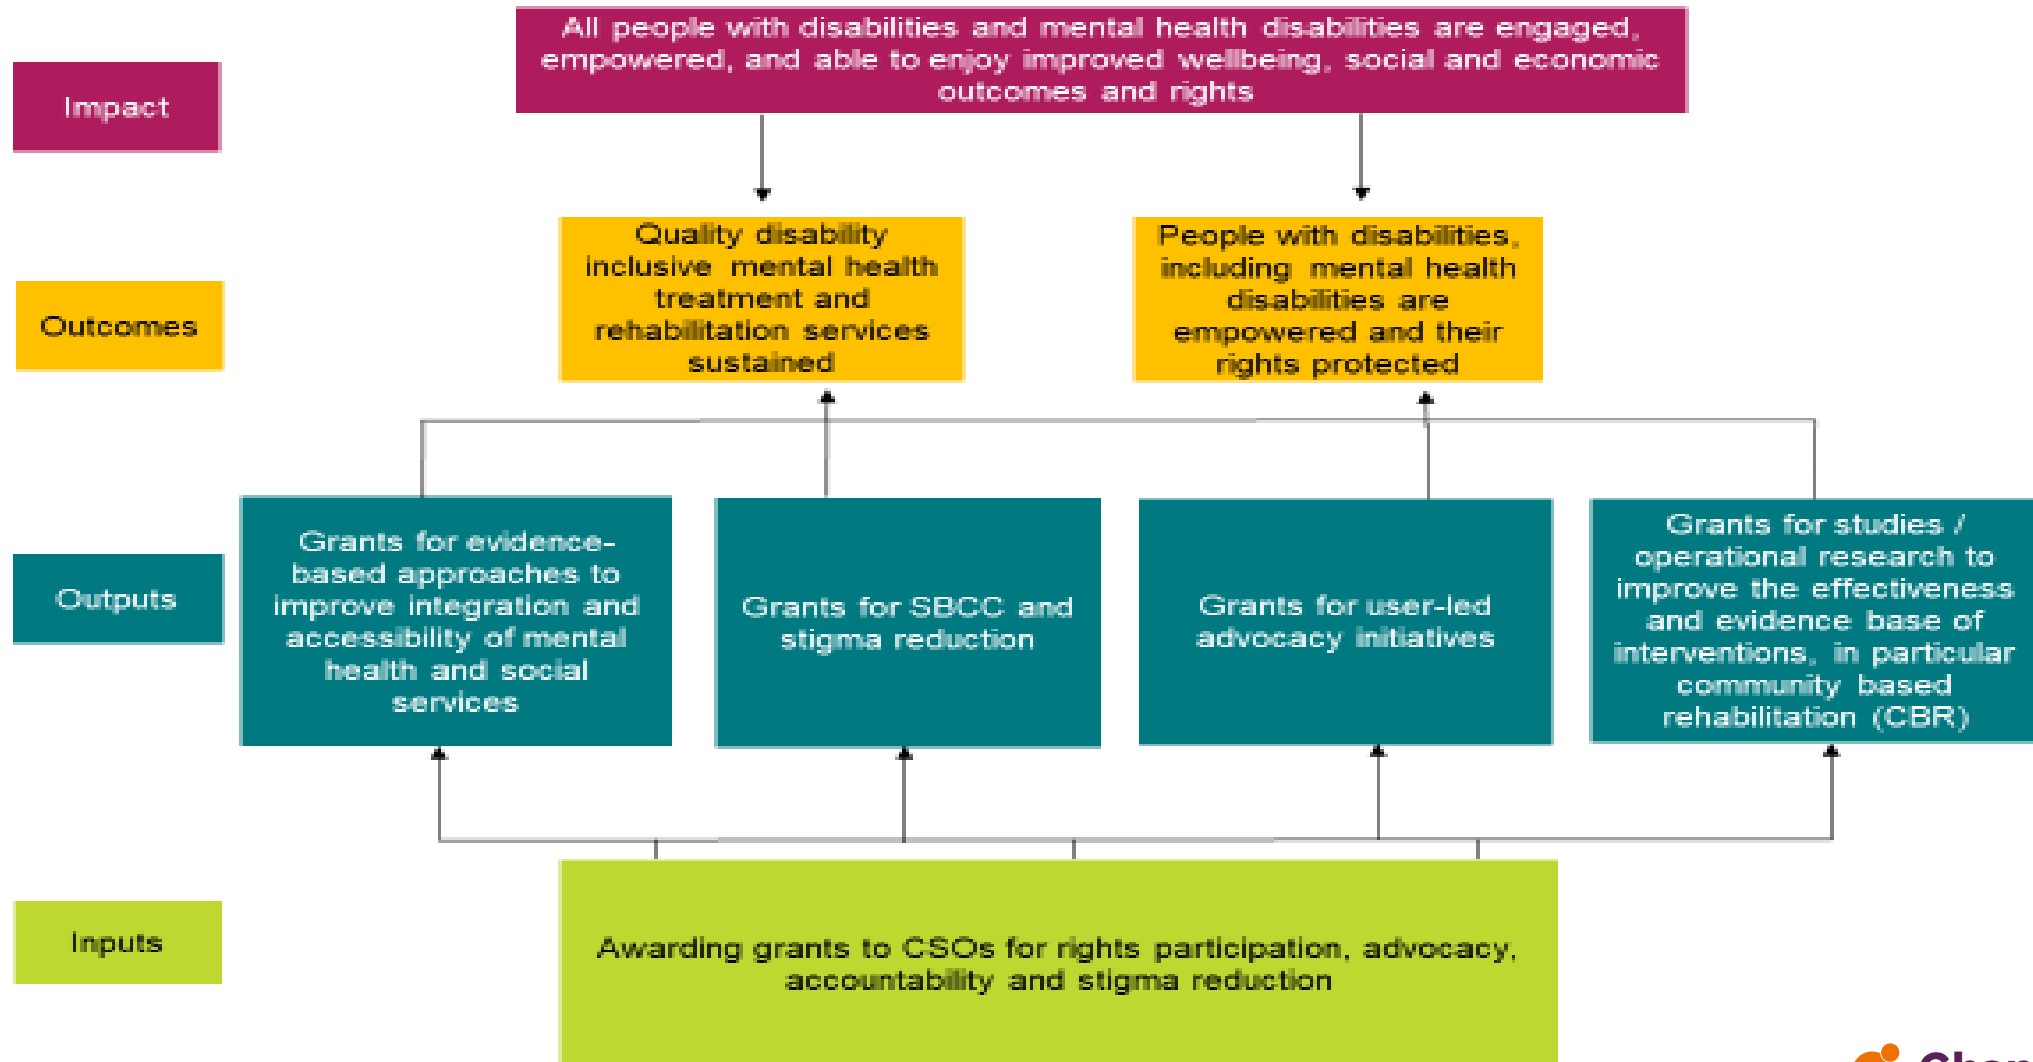 All people with disabilities and mental health disabilities are engaged,
empowered, and able to enjoy improved wellbeing, social and economic
outcomes and rights
Impact
Quality disability
inclusive mental health
treatment and
rehabilitation services
sustained
People with disabilities,
including mental health
disabilities are
empowered and their
rights protected
Outcomes
Grants for evidence-
based approaches to
improve integration and
accessibility of mental
health and social
services
Grants for SBCC and
stigma reduction
Grants for user-led
advocacy initiatives
Grants for studies /
operational research to
improve the effectiveness
and evidence base of
interventions, in particular
community based
rehabilitation (CBR)
Outputs
Inputs
Awarding grants to CSOs for rights participation, advocacy,
accountability and stigma reduction